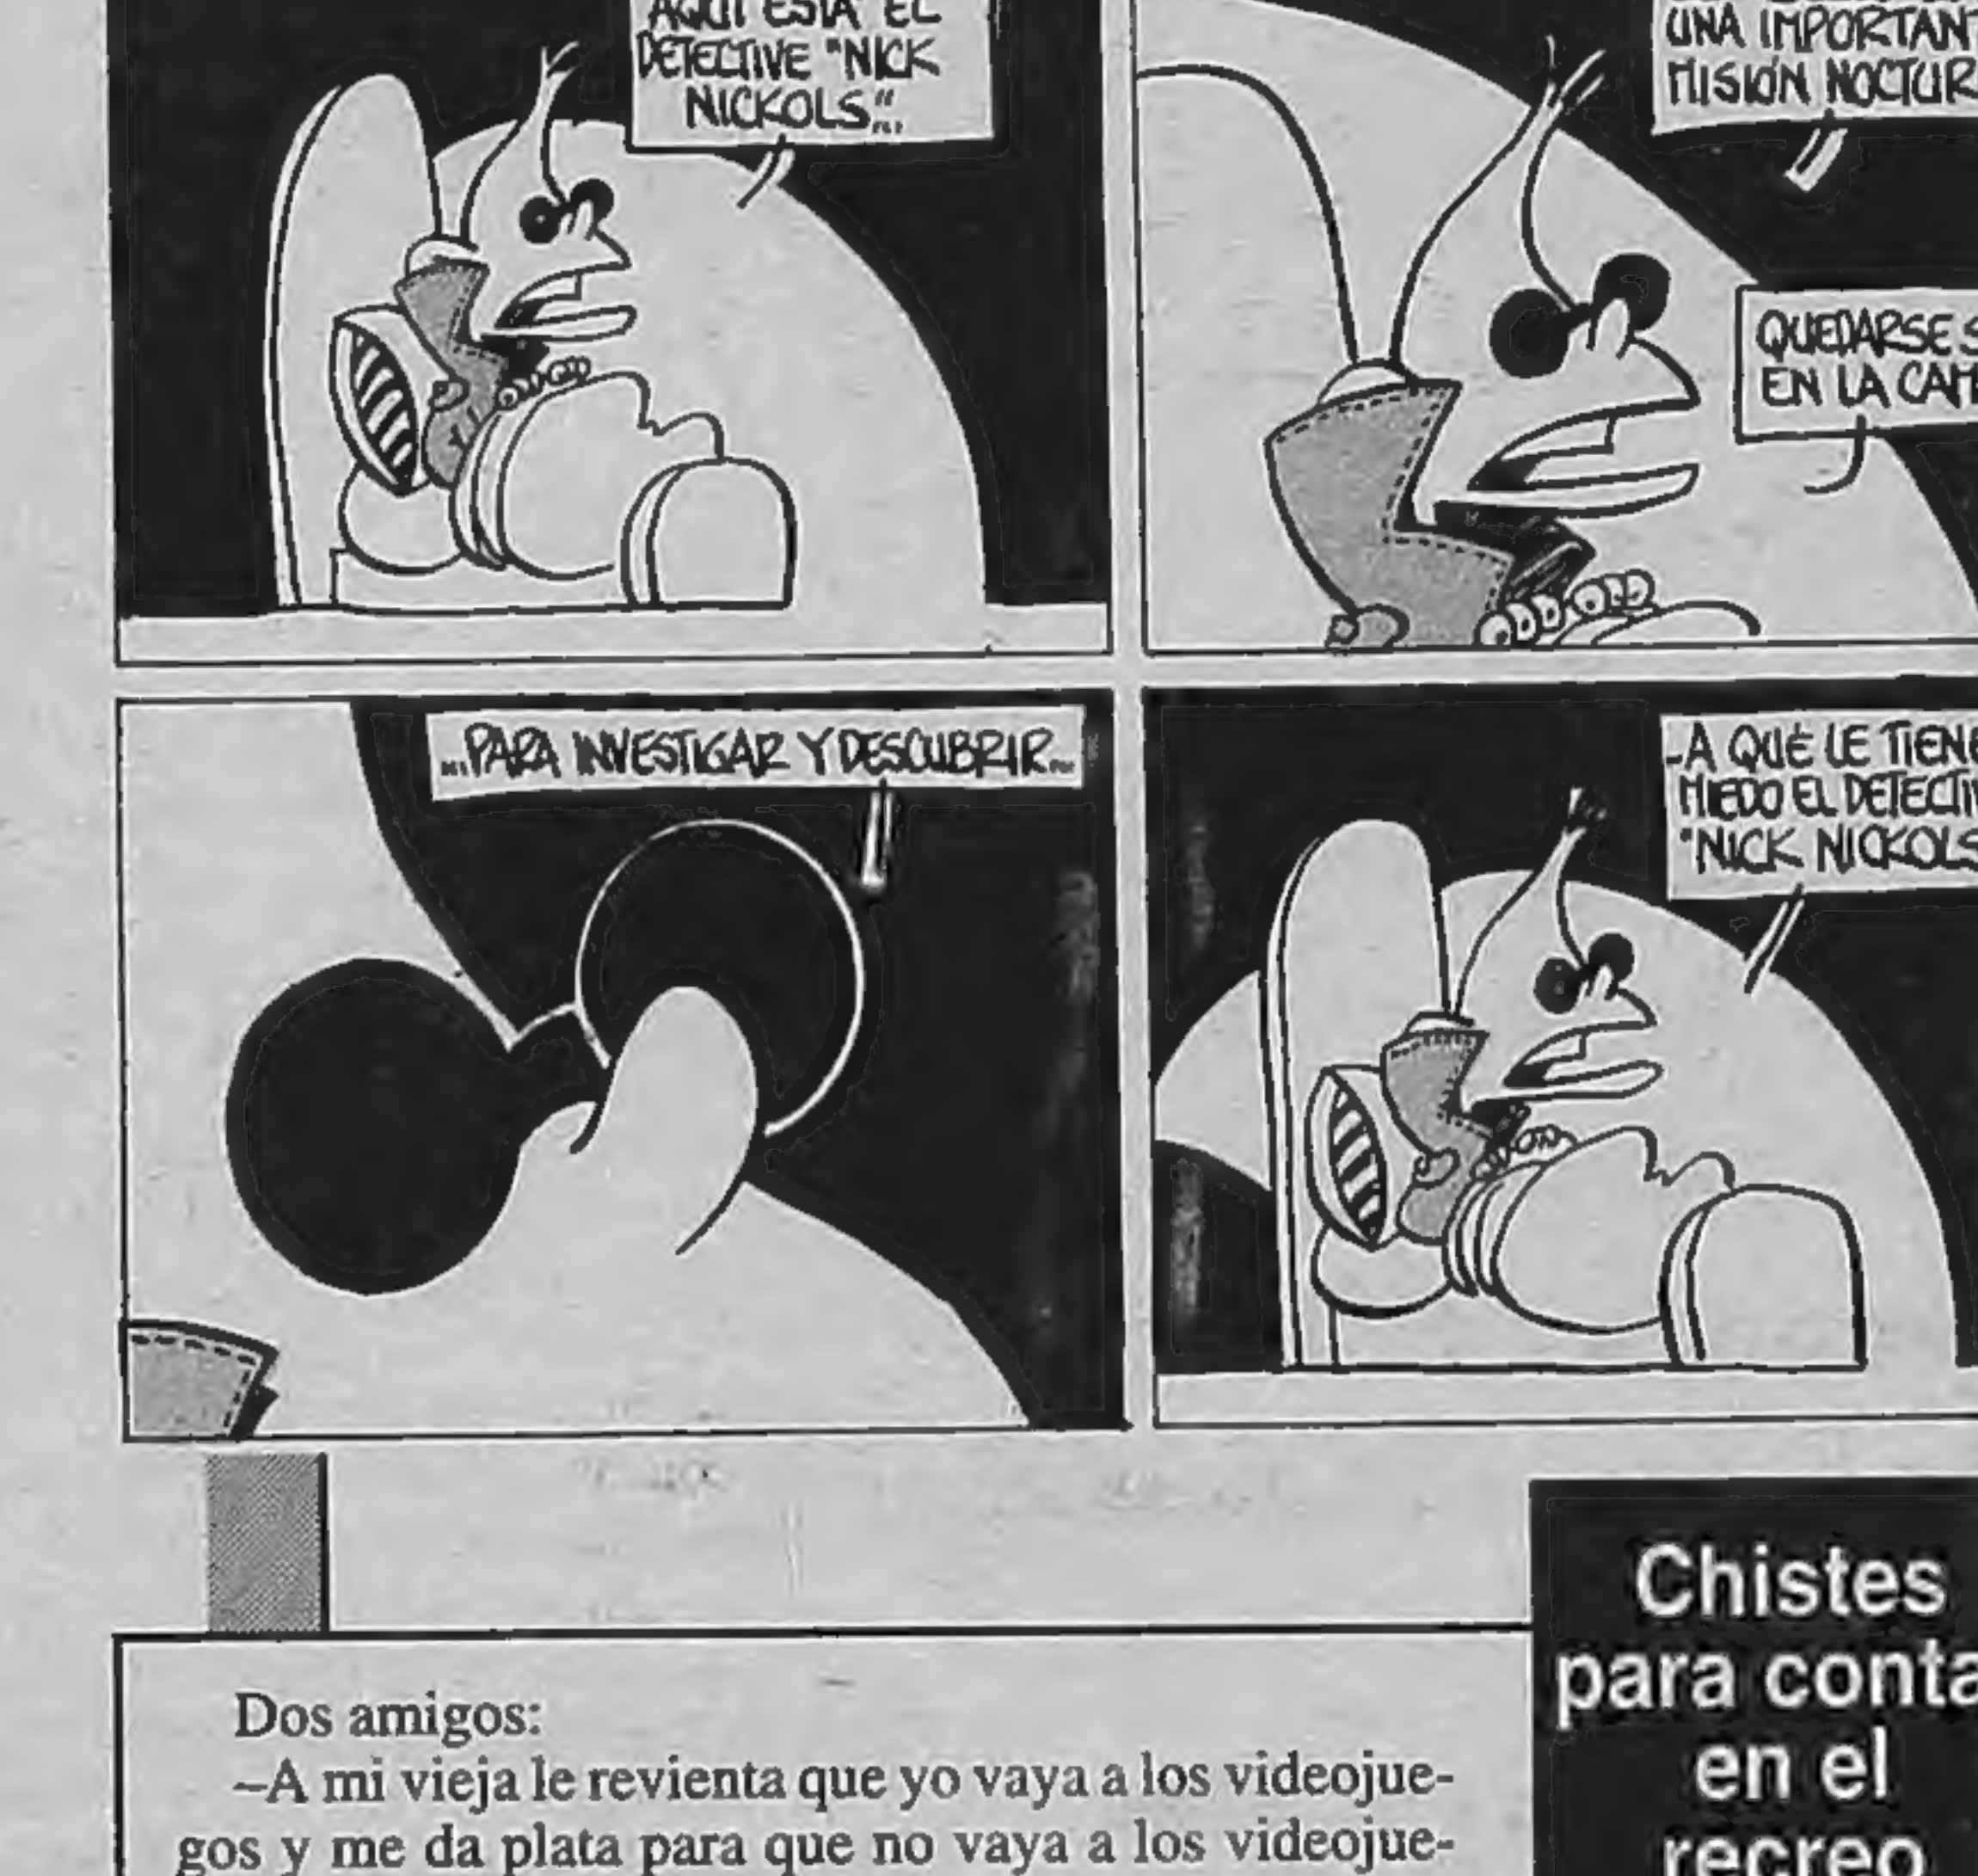 AQUI ESTA EL
DETECTIVE "NICK
NICKOLS"...
UNA IMPORTANT
MISIÓN NOCTUR
QUEDARSE S
EN LA CAM
...PARA INVESTIGAR Y DESCUBRIR...
-A QUÉ LE TIENE
MIEDO EL DETECTIV
"NICK NICKOLS
Dos amigos:
–A mi vieja le revienta que yo vaya a los videojue-
gos y me da plata para que no vaya a los videojue-
Chistes
para conta
en el
recreo